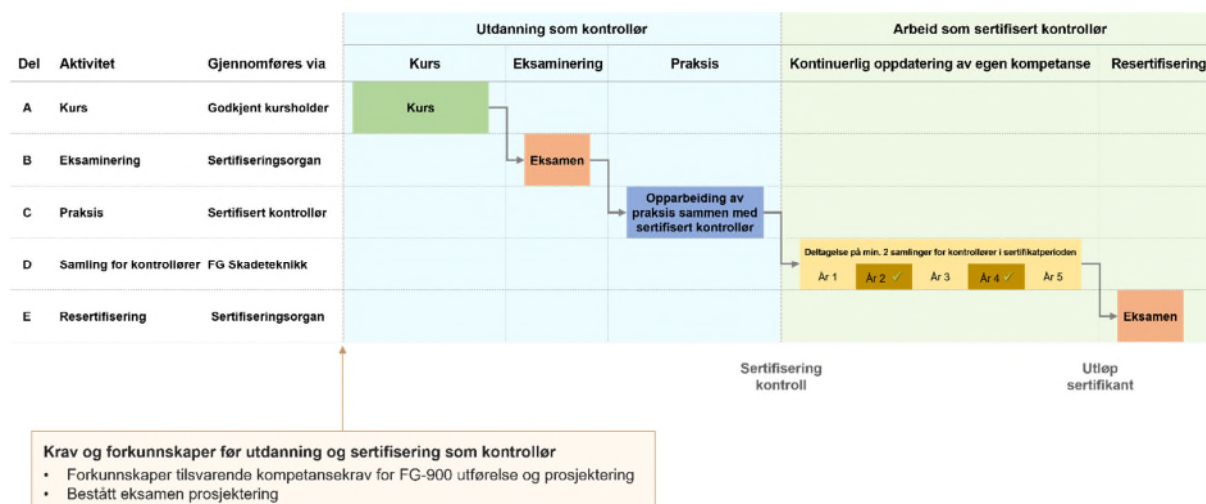 Utdanning som kontrollør Arbeid som sertifisert kontrollør
Del Aktivitet Gjennomføres via Kurs Eksaminering Praksis Kontinuerlig oppdatering av egen kompetanse Resertifisering
A Kurs Godkjent kursholder Kurs
B Eksaminering Sertifiseringsorgan Eksamen
C Praksis Sertifisert kontrollør
Opparbeiding av
praksis sammen med
sertifisert kontrollør
D Samling for kontrollører FG Skadeteknikk
Deltagelse på min. 2 samlinger for kontrollører i sertifikatperioden
År 1 År 2 ✓ År 3 År 4 ✓ År 5
E Resertifisering Sertifiseringsorgan Eksamen
Sertifisering
kontroll
Utløp
sertifikant
Krav og forkunnskaper før utdanning og sertifisering som kontrollør
• Forkunnskaper tilsvarende kompetansekrav for FG-900 utførelse og prosjektering
• Bestått eksamen prosjektering